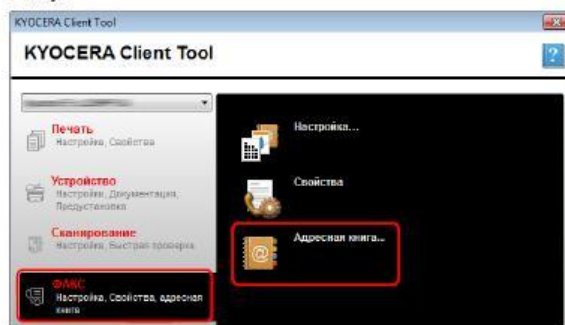 KYOCERA Client Tool
KYOCERA Client Tool
?
Печать
Настройка, Свойства
Настройка...
Устройство
Настройка, Документация,
Предустановка
Свойства
Сканирование
Настройка, Быстрая проверка
Адресная книга...
ФАКС
Настройка, Свойства, адресная
книга